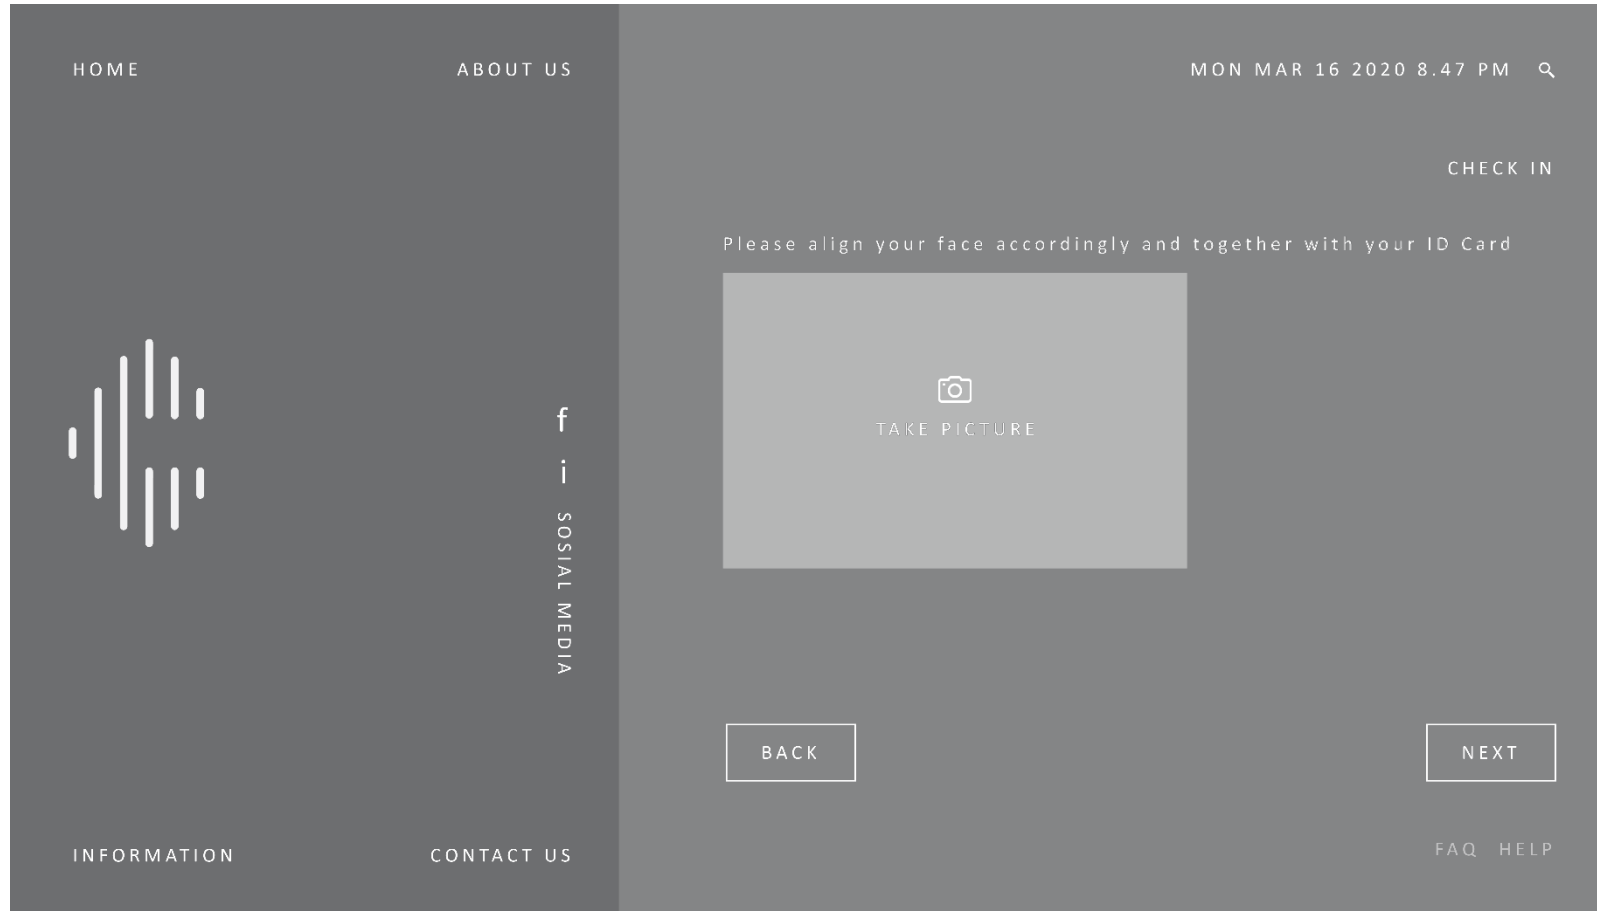 HOME
ABOUT US
MON MAR 16 2020 8.47 PM
CHECK IN
Please align your face accordingly and together with your ID Card
TAKE PICTURE
f
i
SOSIAL MEDIA
BACK
NEXT
INFORMATION
CONTACT US
FAQ HELP